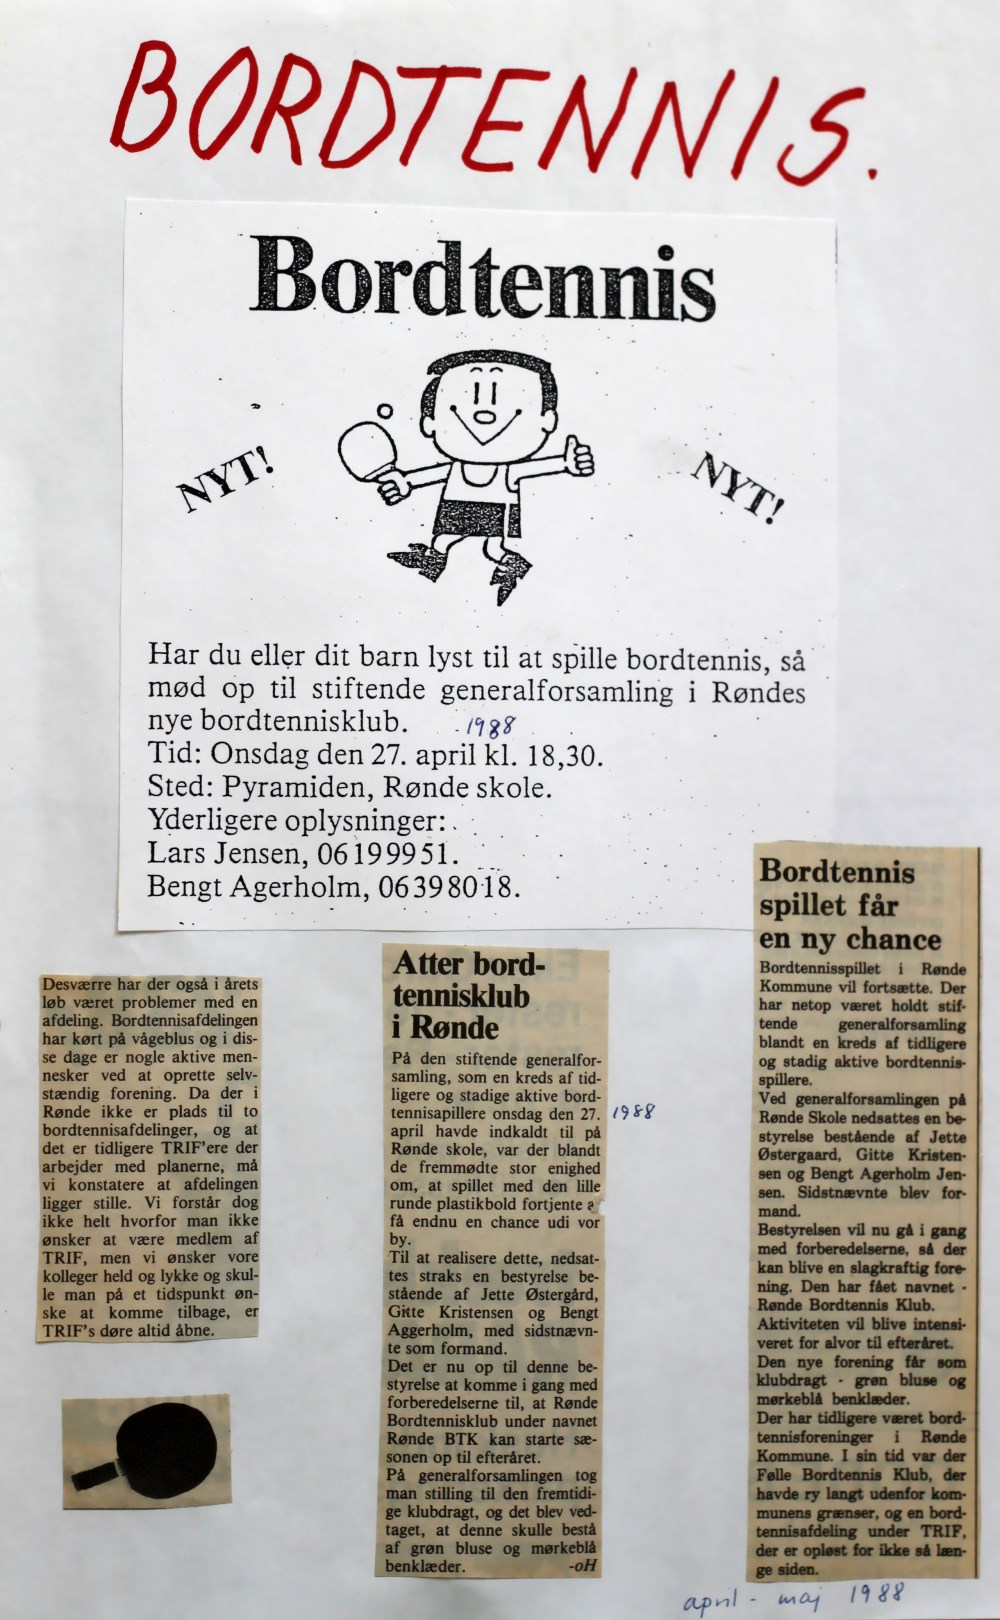 BORDTENNIS.
Bordtennis
NYT!
NYT!
Har du eller dit barn lyst til at spille bordtennis, så
mød op til stiftende generalforsamling i Røndes
nye bordtennisklub. 1988
Tid: Onsdag den 27. april kl. 18,30.
Sted: Pyramiden, Rønde skole.
Yderligere oplysninger:
Lars Jensen, 06199951.
Bengt Agerholm, 06398018.
Desværre har der også i årets
løb været problemer med en
afdeling. Bordtennisafdelingen
har kørt på vågeblus og i dis-
se dage er nogle aktive men-
nesker ved at oprette selv-
stændig forening. Da der i
Rønde ikke er plads til to
bordtennisafdelinger, og at
det er tidligere TRIF'ere der
arbejder med planerne, må
vi konstatere at afdelingen
ligger stille. Vi forstår dog
ikke helt hvorfor man ikke
ønsker at være medlem af
TRIF, men vi ønsker vore
kolleger held og lykke og skul-
le man på et tidspunkt øn-
ske at komme tilbage, er
TRIF's døre altid åbne.
Atter bord-
tennisklub
i Rønde
På den stiftende generalfor-
samling, som en kreds af tid-
ligere og stadige aktive bord-
tennisapillere onsdag den 27. 1988
april havde indkaldt til på
Rønde skole, var der blandt
de fremmødte stor enighed
om, at spillet med den lille
runde plastikbold fortjente
få endnu en chance udi vor
by.
Til at realisere dette, nedsat-
tes straks en bestyrelse be-
stående af Jette Østergård,
Gitte Kristensen og Bengt
Aggerholm, med sidstnævn-
te som formand.
Det er nu op til denne be-
styrelse at komme i gang med
forberedelserne til, at Rønde
Bordtennisklub under navnet
Rønde BTK kan starte sæ-
sonen op til efteråret.
På generalforsamlingen tog
man stilling til den fremtidi-
ge klubdragt, og det blev ved-
taget, at denne skulle bestå
af grøn bluse og mørkeblå
benklæder. -oH
Bordtennis
spillet får
en ny chance
Bordtennisspillet i Rønde
Kommune vil fortsætte. Der
har netop været holdt stif-
tende generalforsamling
blandt en kreds af tidligere
og stadig aktive bordtennis-
spillere.
Ved generalforsamlingen på
Rønde Skole nedsattes en be-
styrelse bestående af Jette
Østergaard, Gitte Kristen-
sen og Bengt Agerholm Jen-
sen. Sidstnævnte blev for-
mand.
Bestyrelsen vil nu gå i gang
med forberedelserne, så der
kan blive en slagkraftig fore-
ning. Den har fået navnet -
Rønde Bordtennis Klub.
Aktiviteten vil blive intensi-
veret for alvor til efteråret.
Den nye forening får som
klubdragt - grøn bluse og
mørkeblå benklæder.
Der har tidligere været bord-
tennisforeninger i Rønde
Kommune. I sin tid var der
Følle Bordtennis Klub, der
havde ry langt udenfor kom-
munens grænser, og en bord-
tennisafdeling under TRIF,
der er opløst for ikke så læn-
ge siden.
april - maj 1988